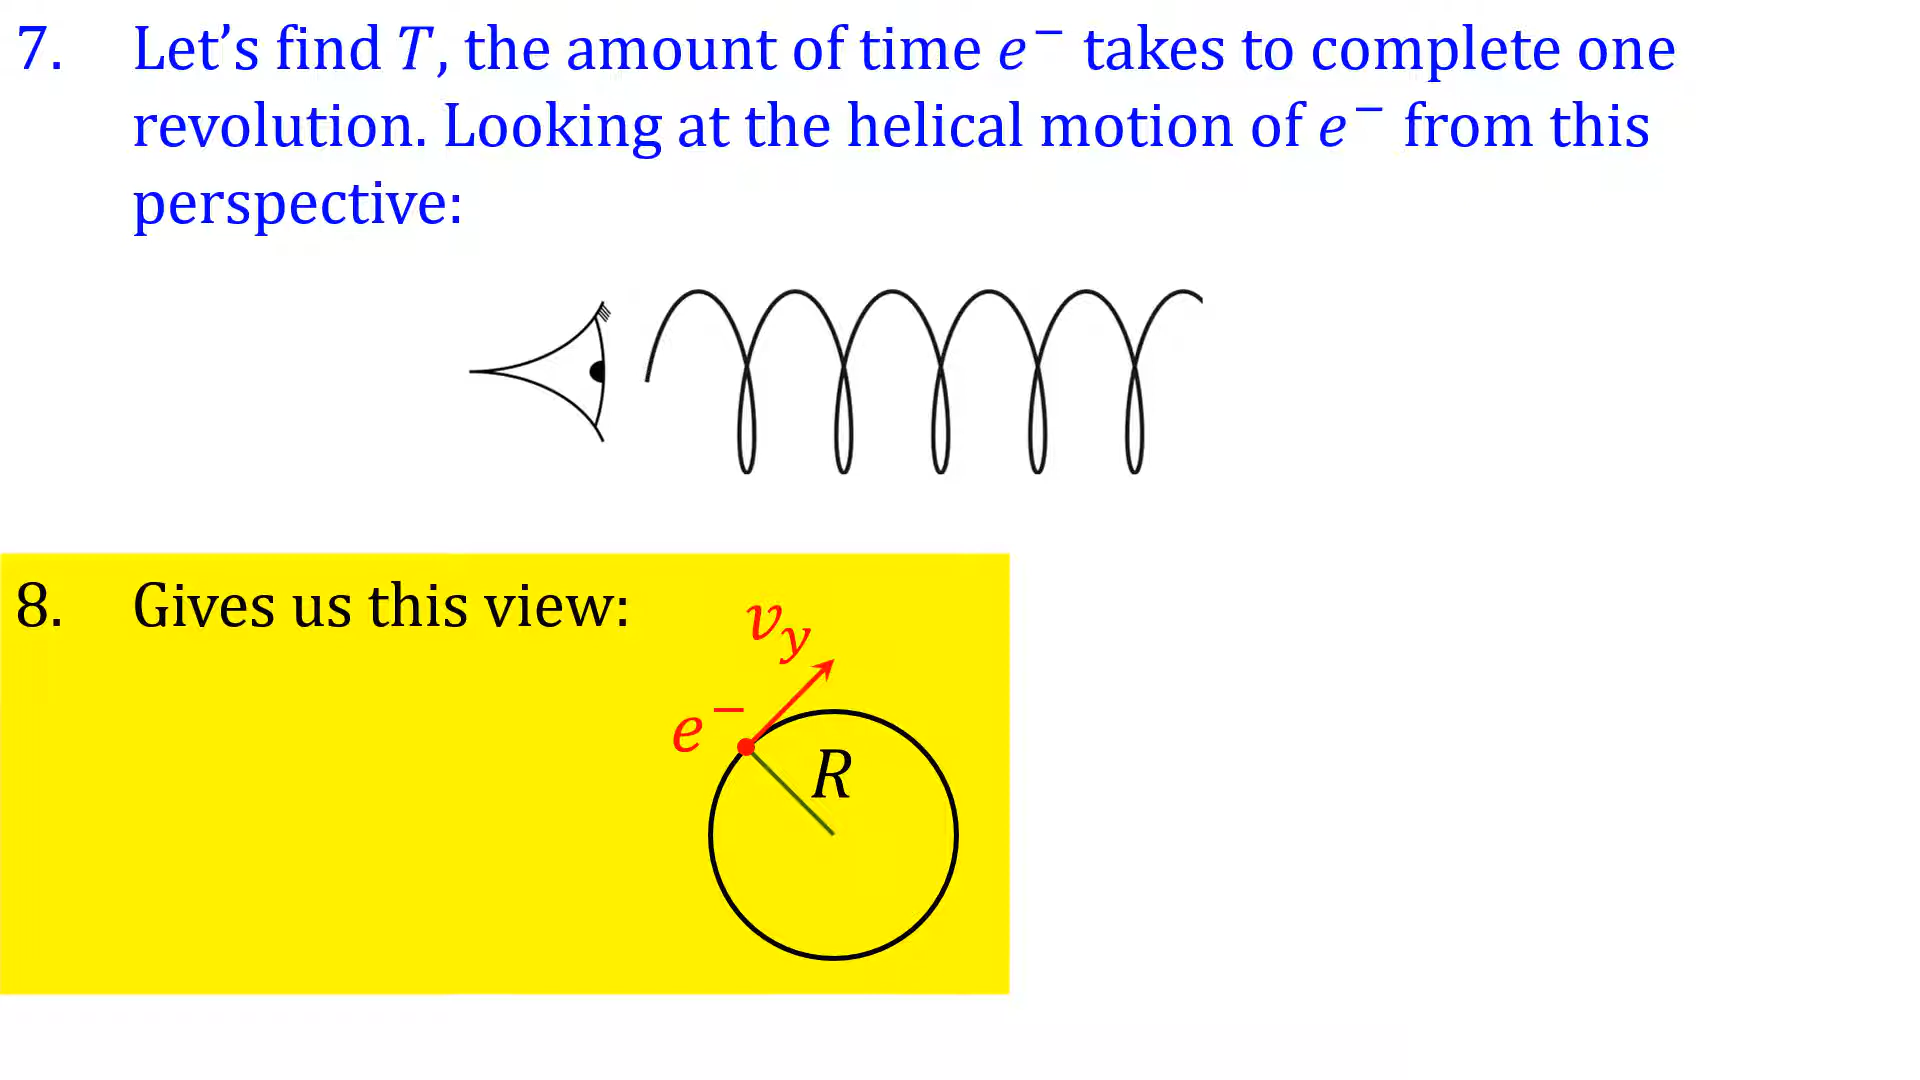 7. Let’s find T, the amount of time e⁻ takes to complete one
revolution. Looking at the helical motion of e⁻ from this
perspective:
8. Gives us this view:
v_y
e⁻
R